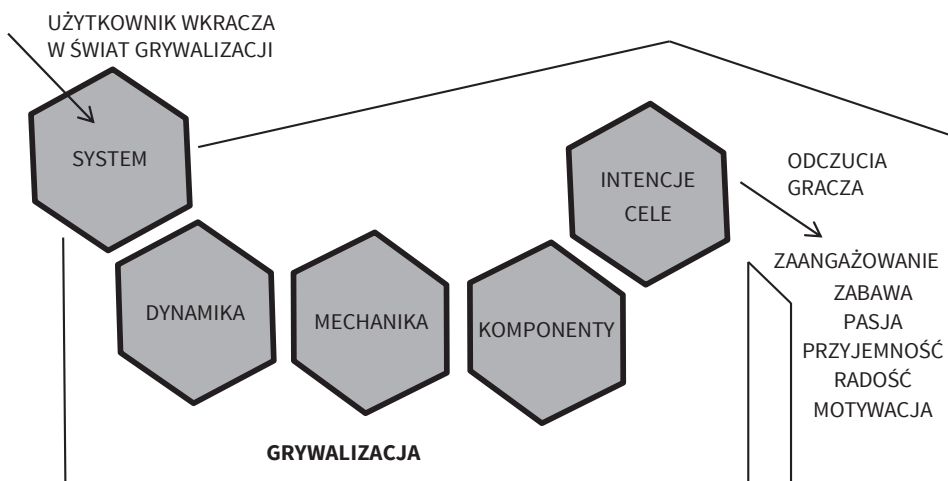 UŻYTKOWNIK WKRACZA
W ŚWIAT GRYWALIZACJI
SYSTEM
DYNAMIKA
MECHANIKA
KOMPONENTY
INTENCJE
CELE
ODCZUCIA
GRACZA
ZAANGAŻOWANIE
ZABAWA
PASJA
PRZYJEMNOŚĆ
RADOŚĆ
MOTYWACJA
GRYWALIZACJA